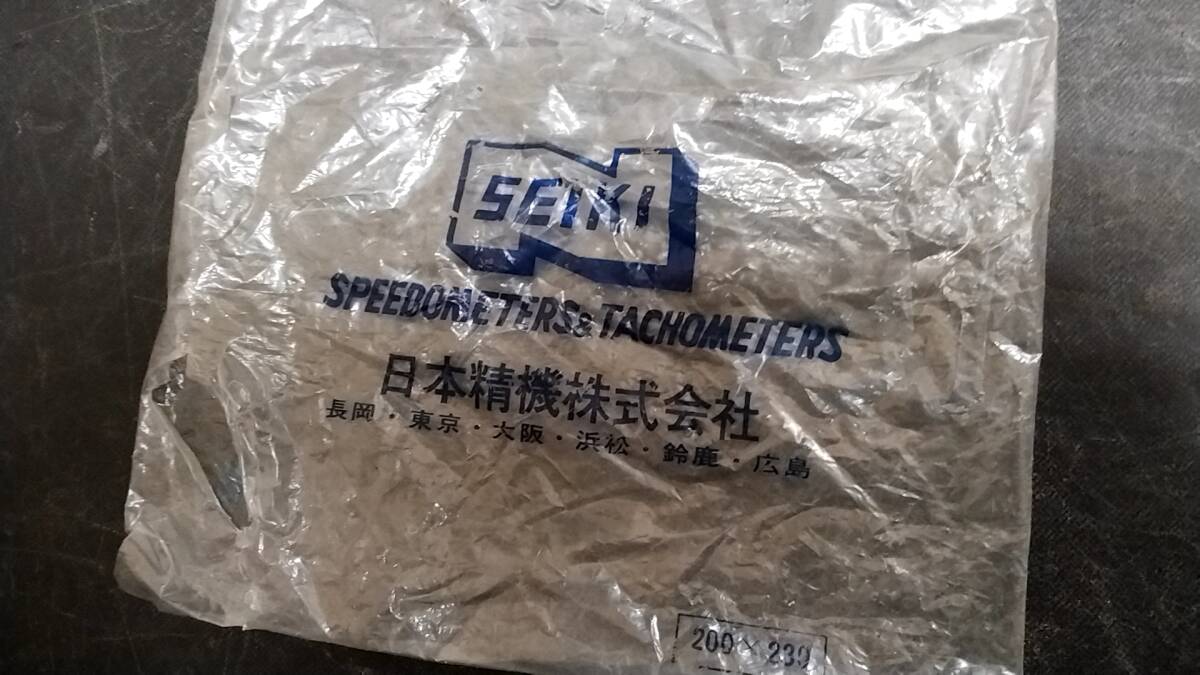 SEIKI
SPEEDOMETERS & TACHOMETERS
日本精機株式会社
長岡・東京・大阪・浜松・鈴鹿・広島
200×230